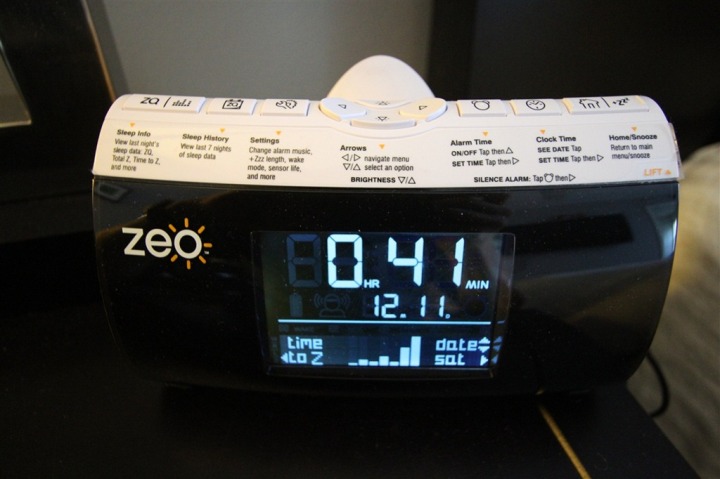 ZQ
+zzz
Sleep Info
View last night's
sleep data: ZQ,
Total Z, Time to z,
and more
Sleep History
View last 7 nights
of sleep data
Settings
Change alarm music,
+Zzz length, wake
mode, sensor life,
and more
Arrows
◁/▷ navigate menu
▽/△ select an option
BRIGHTNESS ▽/△
Alarm Time
ON/OFF Tap then △
SET TIME Tap then ▷
SILENCE ALARM: Tap then ▷
Clock Time
SET DATE Tap
SET TIME Tap then ▷
Home/Snooze
Return to main
menu/snooze
LIFT
zeo
0 HR 41 MIN
12.11.
time
to Z
date
sat